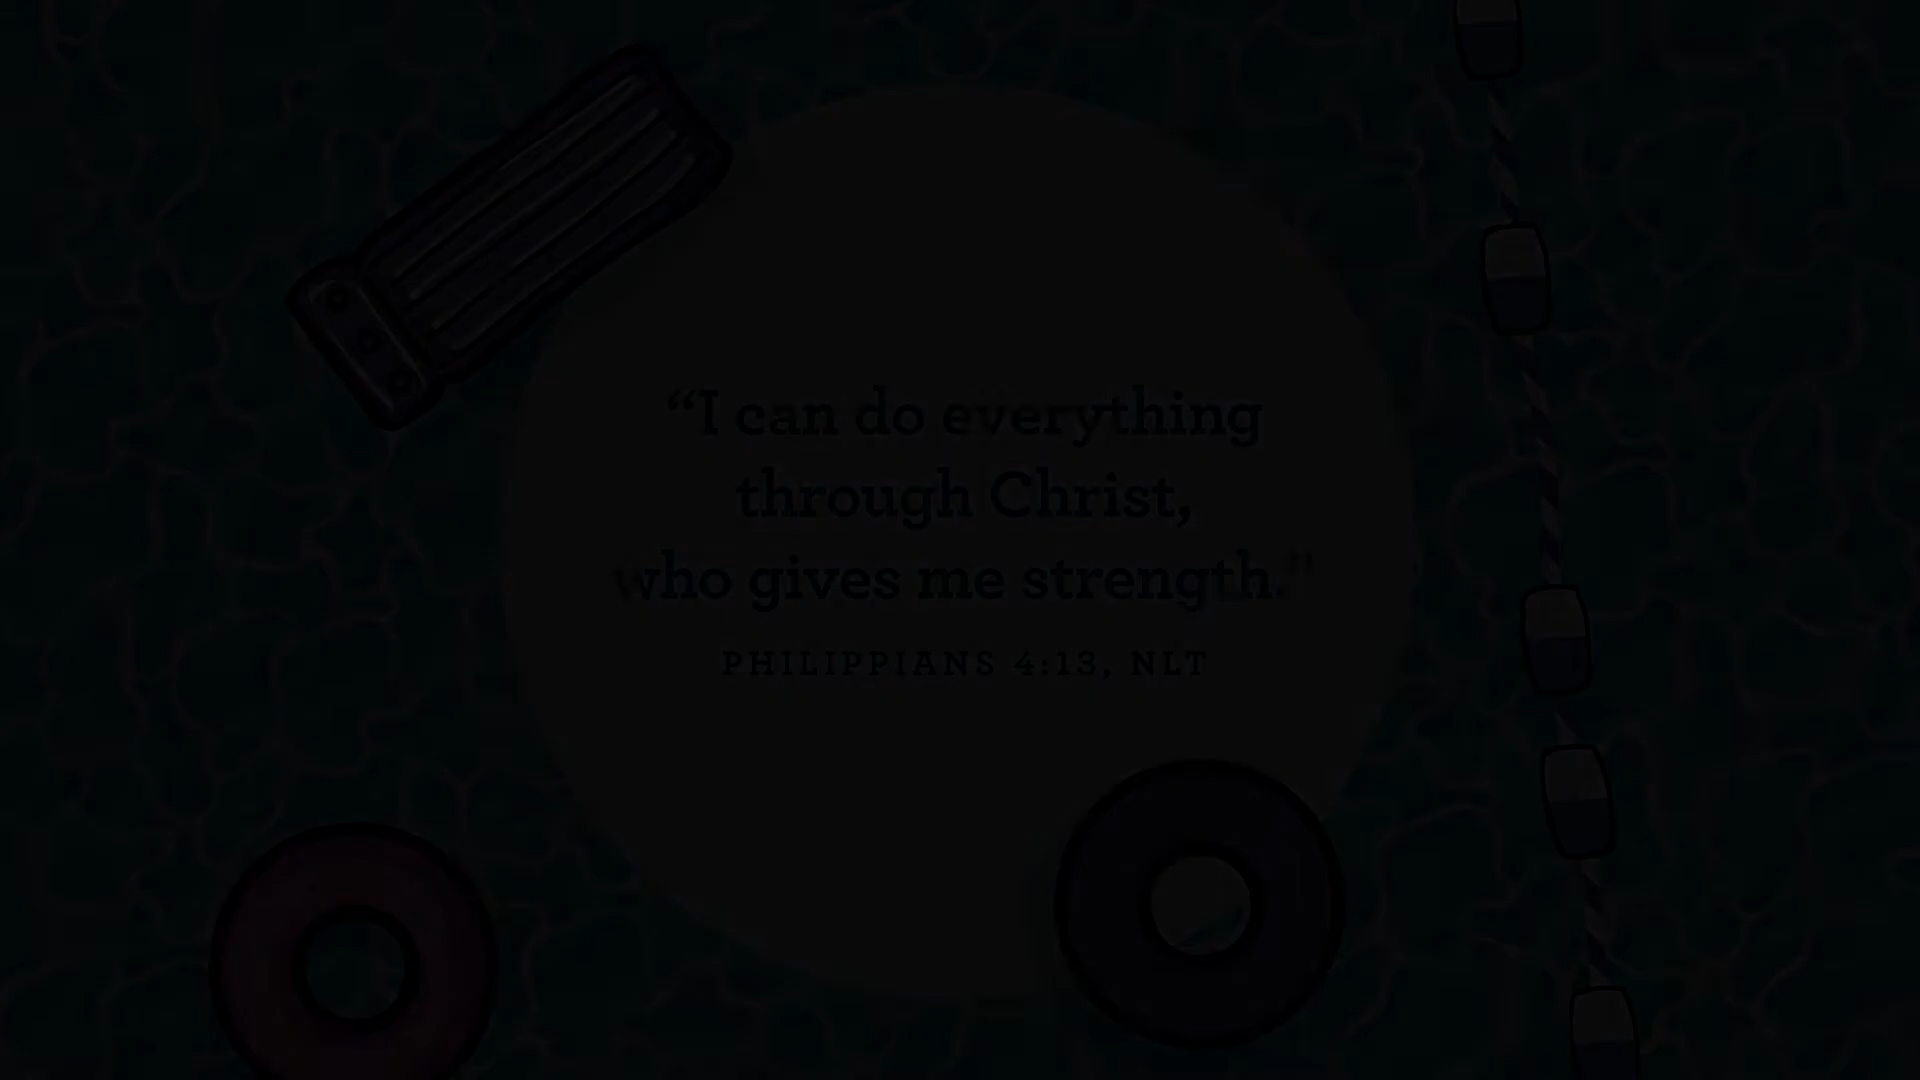 “I can do everything
through Christ,
who gives me strength.”
PHILIPPIANS 4:13, NLT